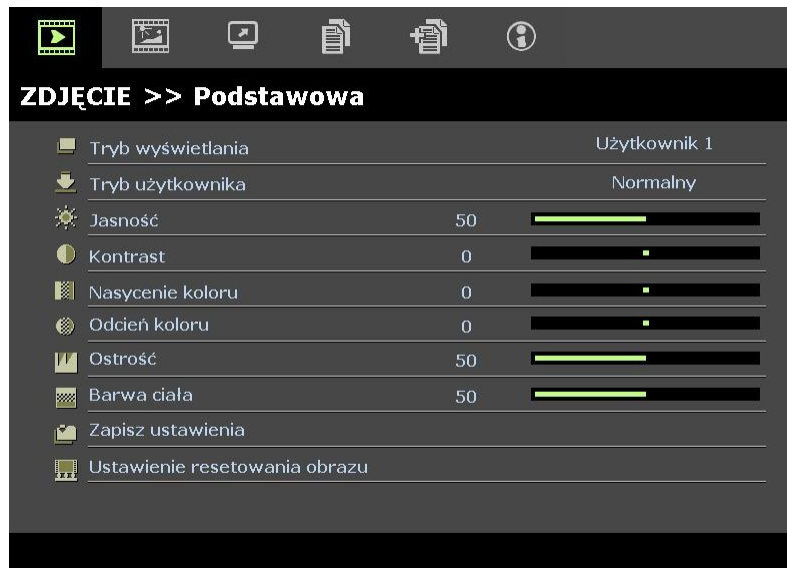 ZDJĘCIE >> Podstawowa
Tryb wyświetlania Użytkownik 1
Tryb użytkownika Normalny
Jasność 50
Kontrast 0
Nasycenie koloru 0
Odcień koloru 0
Ostrość 50
Barwa ciała 50
Zapisz ustawienia
Ustawienie resetowania obrazu